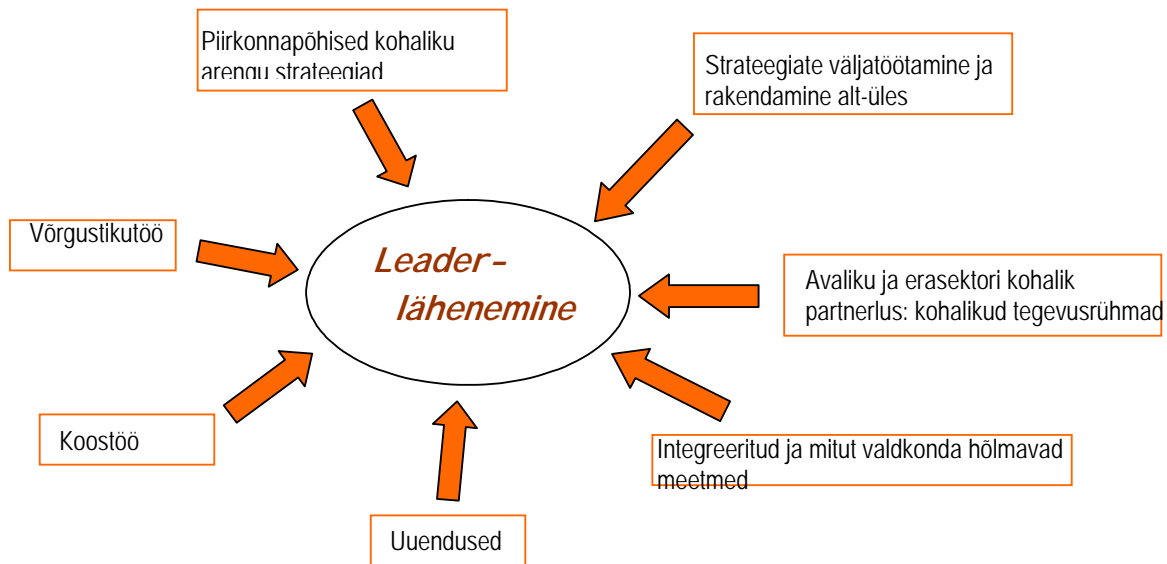 Piirkonnapõhised kohaliku
arengu strateegiad
Strateegiate väljatöötamine ja
rakendamine alt-üles
Võrgustikutöö
Leader-
lähenemine
Avaliku ja erasektori kohalik
partnerlus: kohalikud tegevusrühmad
Koostöö
Integreeritud ja mitut valdkonda hõlmavad
meetmed
Uuendused